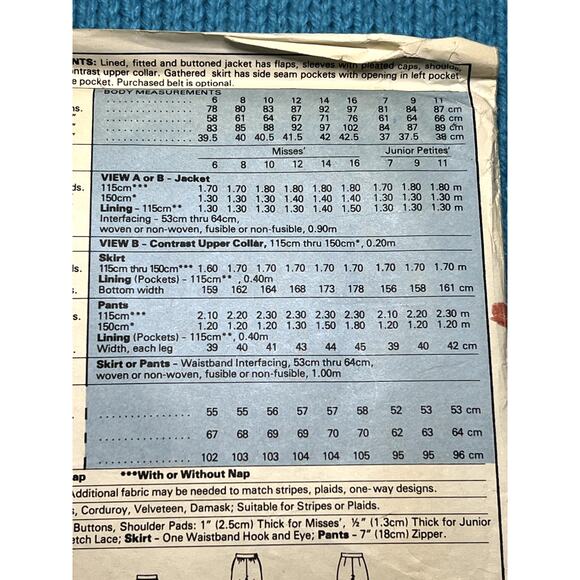 NTS: Lined, fitted and buttoned jacket has flaps, sleeves with pleated caps, shoulde
ontrast upper collar. Gathered skirt has side seam pockets with opening in left pocket
e pocket. Purchased belt is optional.
BODY MEASUREMENTS
6 8 10 12 14 16 7 9 11
ns. 78 80 83 87 92 97 81 84 87 cm
" 58 61 64 67 71 76 61 64 66 cm
" 83 85 88 92 97 102 84 87 89 cm
39.5 40 40.5 41.5 42 42.5 37 37.5 38 cm
Misses' Junior Petites'
6 8 10 12 14 16 7 9 11
VIEW A or B – Jacket
ds. 115cm*** 1.70 1.70 1.80 1.80 1.80 1.80 1.70 1.80 1.80 m
150cm* 1.30 1.30 1.30 1.40 1.40 1.40 1.30 1.30 1.30 m
Lining – 115cm** 1.30 1.30 1.30 1.30 1.40 1.50 1.30 1.30 1.30 m
Interfacing – 53cm thru 64cm,
woven or non-woven, fusible or non-fusible, 0.90m
VIEW B – Contrast Upper Collar, 115cm thru 150cm*, 0.20m
Skirt
ds. 115cm thru 150cm*** 1.60 1.70 1.70 1.70 1.70 1.70 1.70 1.70 1.70 m
Lining (Pockets) – 115cm**, 0.40m
s. Bottom width 159 162 164 168 173 178 156 158 161 cm
Pants
s. 115cm*** 2.10 2.20 2.30 2.30 2.30 2.30 2.10 2.20 2.30 m
150cm* 1.20 1.20 1.20 1.30 1.50 1.80 1.20 1.20 1.20 m
Lining (Pockets) – 115cm**, 0.40m
Width, each leg 39 40 41 43 44 45 39 40 42 cm
Skirt or Pants – Waistband Interfacing, 53cm thru 64cm,
woven or non-woven, fusible or non-fusible, 1.00m
55 55 56 57 57 58 52 53 53 cm
67 68 69 69 70 70 62 63 64 cm
102 103 103 104 104 105 95 95 96 cm
ap ***With or Without Nap
Additional fabric may be needed to match stripes, plaids, one-way designs.
s, Corduroy, Velveteen, Damask; Suitable for Stripes or Plaids.
Buttons, Shoulder Pads: 1" (2.5cm) Thick for Misses', ½" (1.3cm) Thick for Junior
etch Lace; Skirt – One Waistband Hook and Eye; Pants – 7" (18cm) Zipper.